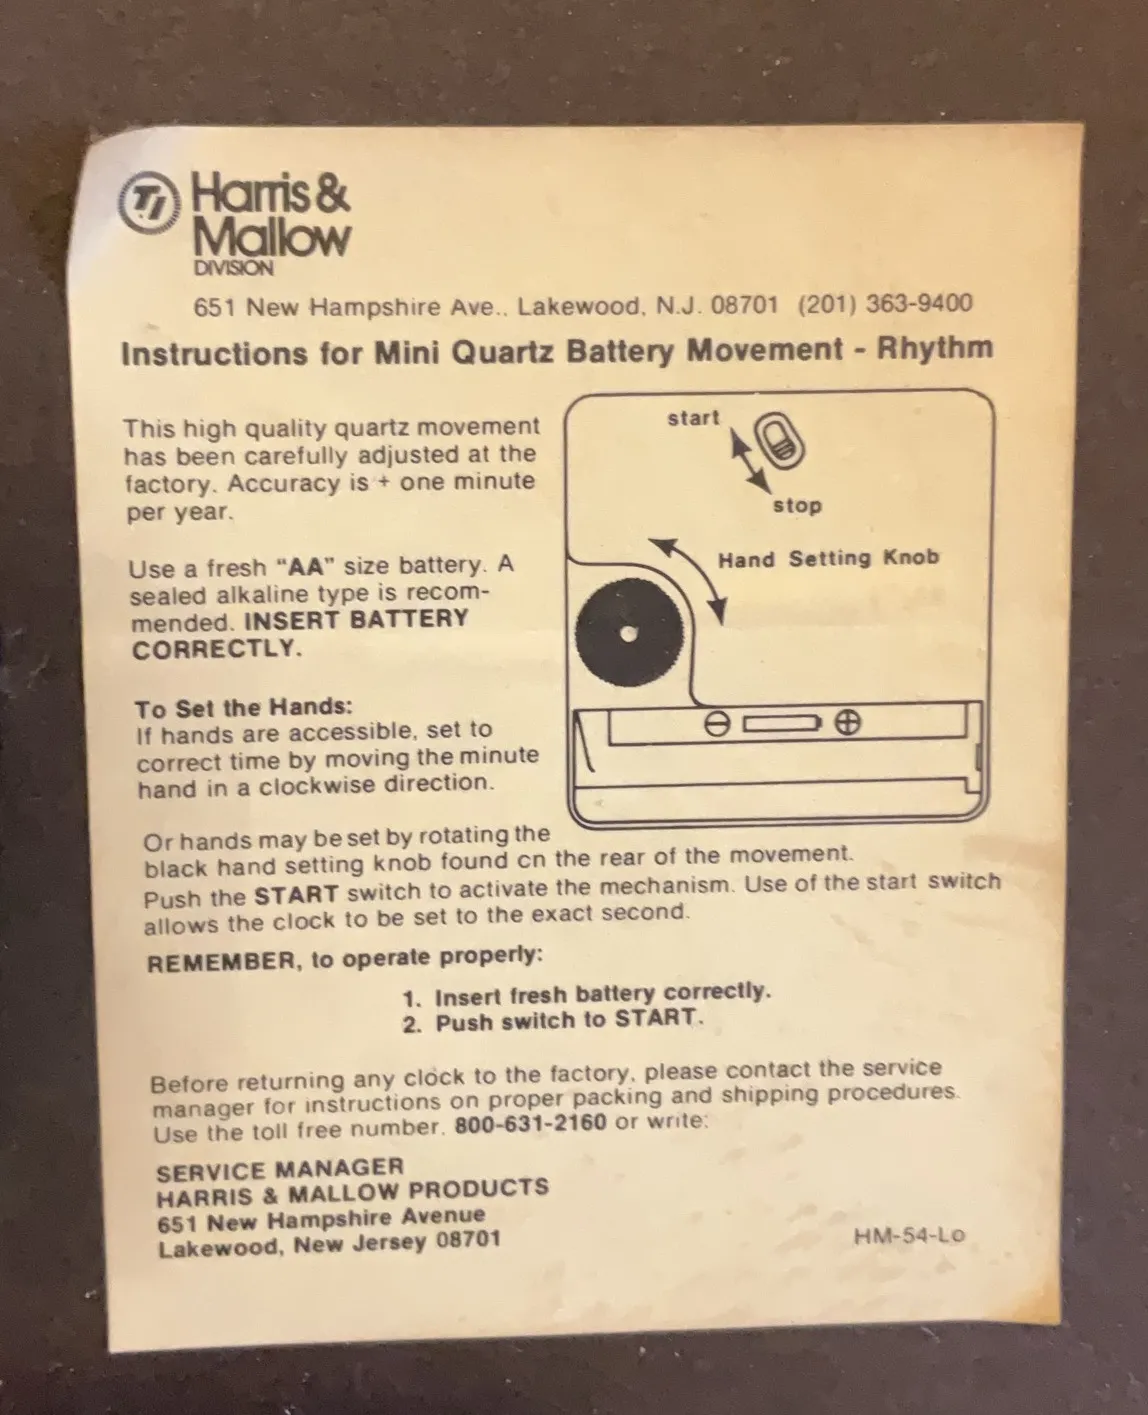 TI Harris &
Mallow
DIVISION
651 New Hampshire Ave.. Lakewood, N.J. 08701 (201) 363-9400
Instructions for Mini Quartz Battery Movement - Rhythm
This high quality quartz movement
has been carefully adjusted at the
factory. Accuracy is + one minute
per year.
Use a fresh "AA" size battery. A
sealed alkaline type is recom-
mended. INSERT BATTERY
CORRECTLY.
To Set the Hands:
If hands are accessible, set to
correct time by moving the minute
hand in a clockwise direction.
start
stop
Hand Setting Knob
⊖ ⊕
Or hands may be set by rotating the
black hand setting knob found cn the rear of the movement.
Push the START switch to activate the mechanism. Use of the start switch
allows the clock to be set to the exact second.
REMEMBER, to operate properly:
1. Insert fresh battery correctly.
2. Push switch to START.
Before returning any clock to the factory, please contact the service
manager for instructions on proper packing and shipping procedures.
Use the toll free number, 800-631-2160 or write:
SERVICE MANAGER
HARRIS & MALLOW PRODUCTS
651 New Hampshire Avenue
Lakewood, New Jersey 08701
HM-54-Lo